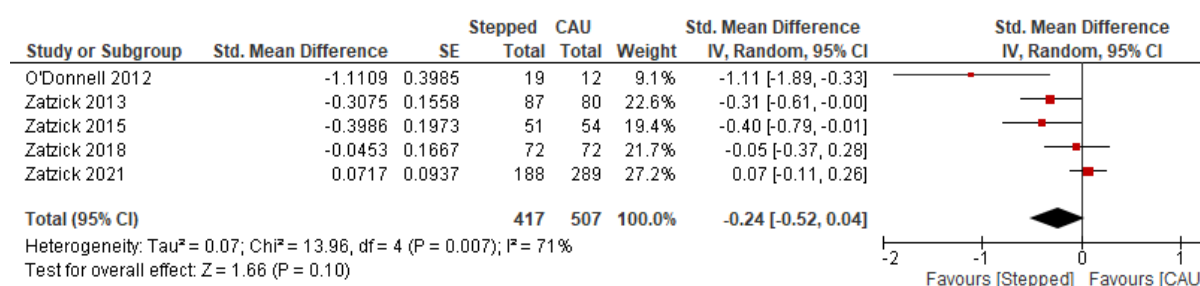 Stepped CAU Std. Mean Difference Std. Mean Difference
Study or Subgroup Std. Mean Difference SE Total Total Weight IV, Random, 95% CI IV, Random, 95% CI
O'Donnell 2012 -1.1109 0.3985 19 12 9.1% -1.11 [-1.89, -0.33]
Zatzick 2013 -0.3075 0.1558 87 80 22.6% -0.31 [-0.61, -0.00]
Zatzick 2015 -0.3986 0.1973 51 54 19.4% -0.40 [-0.79, -0.01]
Zatzick 2018 -0.0453 0.1667 72 72 21.7% -0.05 [-0.37, 0.28]
Zatzick 2021 0.0717 0.0937 188 289 27.2% 0.07 [-0.11, 0.26]
Total (95% CI) 417 507 100.0% -0.24 [-0.52, 0.04]
Heterogeneity: Tau² = 0.07; Chi² = 13.96, df = 4 (P = 0.007); I² = 71%
Test for overall effect: Z = 1.66 (P = 0.10)
-2 -1 0 1
Favours [Stepped] Favours [CAU